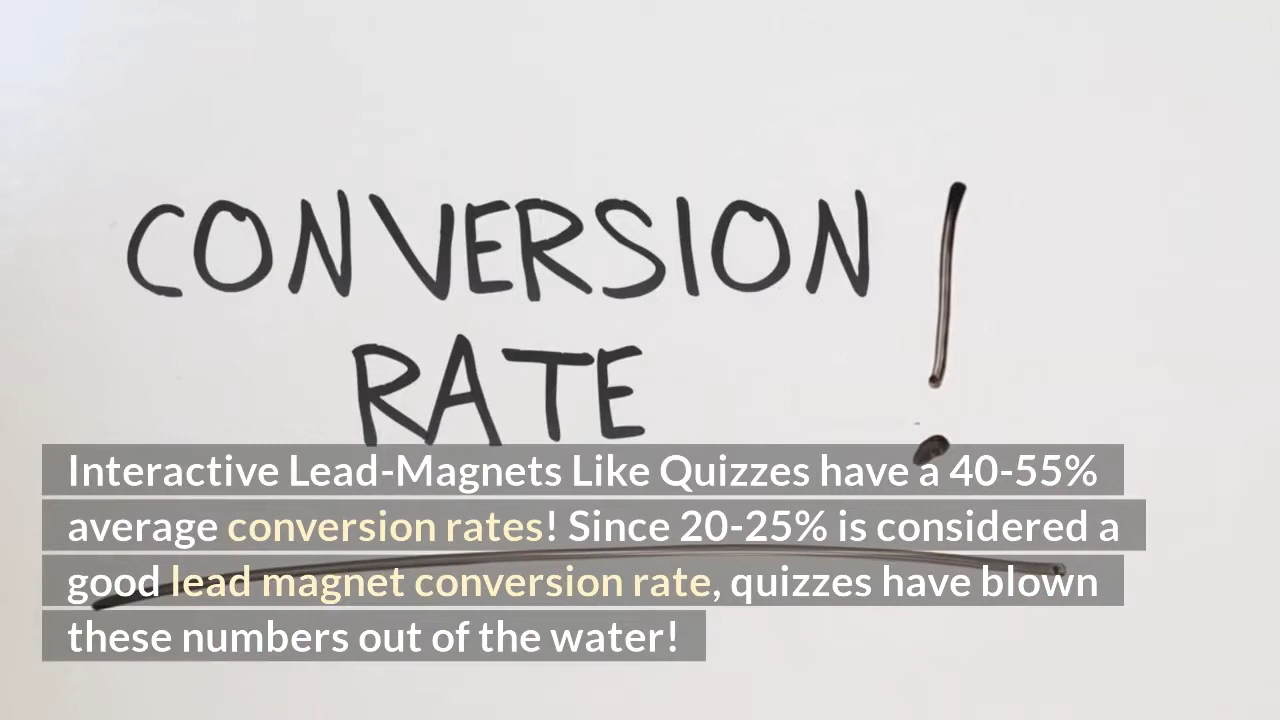 CONVERSION !
RATE
Interactive Lead-Magnets Like Quizzes have a 40-55%
average conversion rates! Since 20-25% is considered a
good lead magnet conversion rate, quizzes have blown
these numbers out of the water!